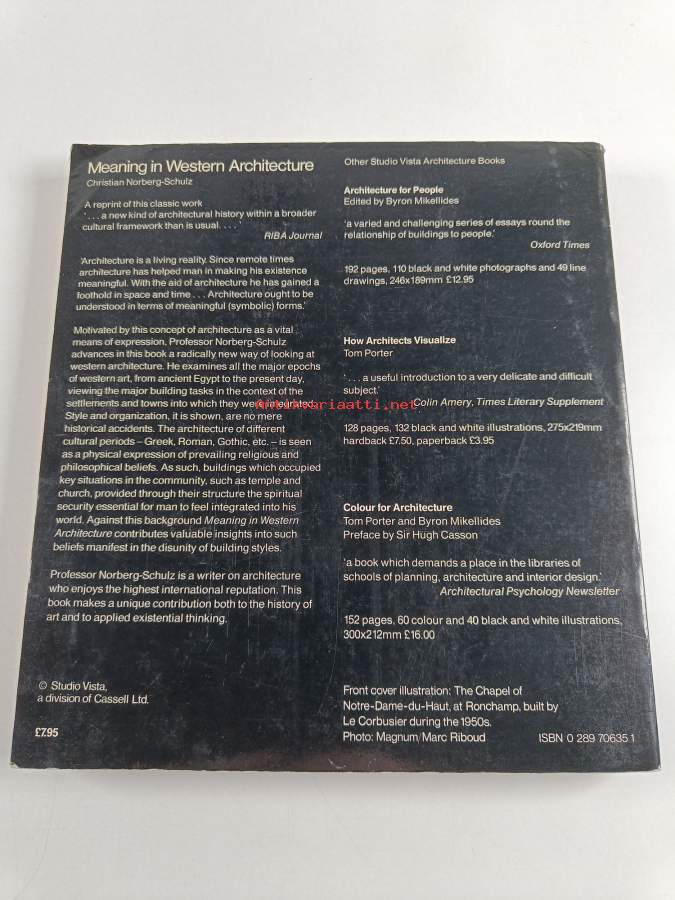 Meaning in Western Architecture
Christian Norberg-Schulz
A reprint of this classic work
'. . . a new kind of architectural history within a broader
cultural framework than is usual. . . .'
RIBA Journal
'Architecture is a living reality. Since remote times
architecture has helped man in making his existence
meaningful. With the aid of architecture he has gained a
foothold in space and time . . . Architecture ought to be
understood in terms of meaningful (symbolic) forms.'
Motivated by this concept of architecture as a vital
means of expression, Professor Norberg-Schulz
advances in this book a radically new way of looking at
western architecture. He examines all the major epochs
of western art, from ancient Egypt to the present day,
viewing the major building tasks in the context of the
settlements and towns into which they were integrated.
Style and organization, it is shown, are no mere
historical accidents. The architecture of different
cultural periods – Greek, Roman, Gothic, etc. – is seen
as a physical expression of prevailing religious and
philosophical beliefs. As such, buildings which occupied
key situations in the community, such as temple and
church, provided through their structure the spiritual
security essential for man to feel integrated into his
world. Against this background Meaning in Western
Architecture contributes valuable insights into such
beliefs manifest in the disunity of building styles.
Professor Norberg-Schulz is a writer on architecture
who enjoys the highest international reputation. This
book makes a unique contribution both to the history of
art and to applied existential thinking.
© Studio Vista,
a division of Cassell Ltd.
£7.95
Other Studio Vista Architecture Books
Architecture for People
Edited by Byron Mikellides
'a varied and challenging series of essays round the
relationship of buildings to people.'
Oxford Times
192 pages, 110 black and white photographs and 49 line
drawings, 246x189mm £12.95
How Architects Visualize
Tom Porter
'. . . a useful introduction to a very delicate and difficult
subject.'
Colin Amery, Times Literary Supplement
128 pages, 132 black and white illustrations, 275x219mm
hardback £7.50, paperback £3.95
Colour for Architecture
Tom Porter and Byron Mikellides
Preface by Sir Hugh Casson
'a book which demands a place in the libraries of
schools of planning, architecture and interior design.'
Architectural Psychology Newsletter
152 pages, 60 colour and 40 black and white illustrations,
300x212mm £16.00
Front cover illustration: The Chapel of
Notre-Dame-du-Haut, at Ronchamp, built by
Le Corbusier during the 1950s.
Photo: Magnum/Marc Riboud
ISBN 0 289 70635 1
Antikvariaatti.net